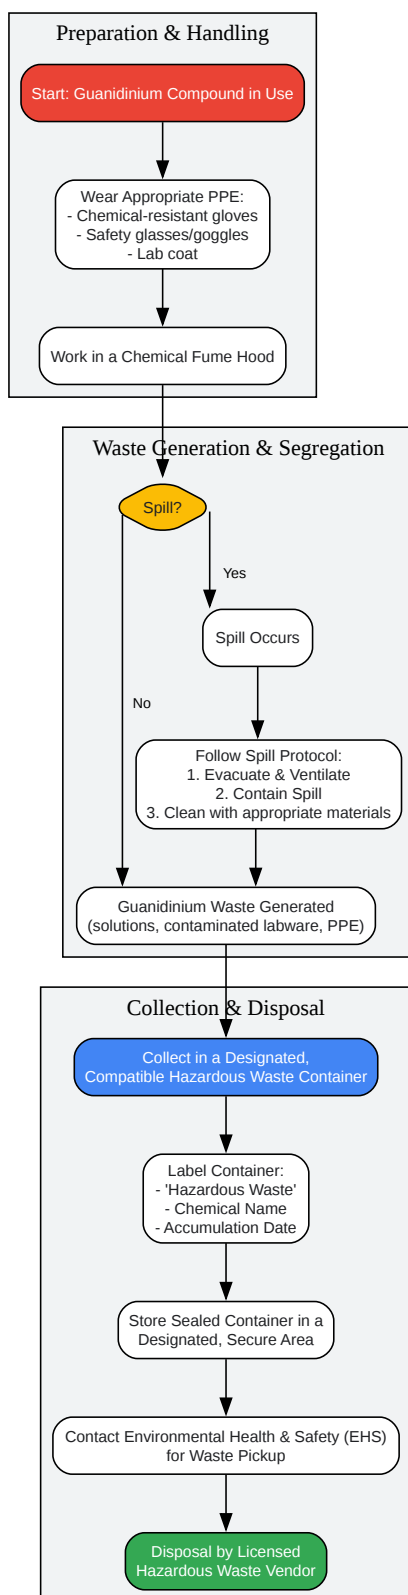 Preparation & Handling
Start: Guanidinium Compound in Use
Wear Appropriate PPE:
- Chemical-resistant gloves
- Safety glasses/goggles
- Lab coat
Work in a Chemical Fume Hood
Waste Generation & Segregation
Spill?
Yes
Spill Occurs
No
Follow Spill Protocol:
1. Evacuate & Ventilate
2. Contain Spill
3. Clean with appropriate materials
Guanidinium Waste Generated
(solutions, contaminated labware, PPE)
Collection & Disposal
Collect in a Designated,
Compatible Hazardous Waste Container
Label Container:
- 'Hazardous Waste'
- Chemical Name
- Accumulation Date
Store Sealed Container in a
Designated, Secure Area
Contact Environmental Health & Safety (EHS)
for Waste Pickup
Disposal by Licensed
Hazardous Waste Vendor